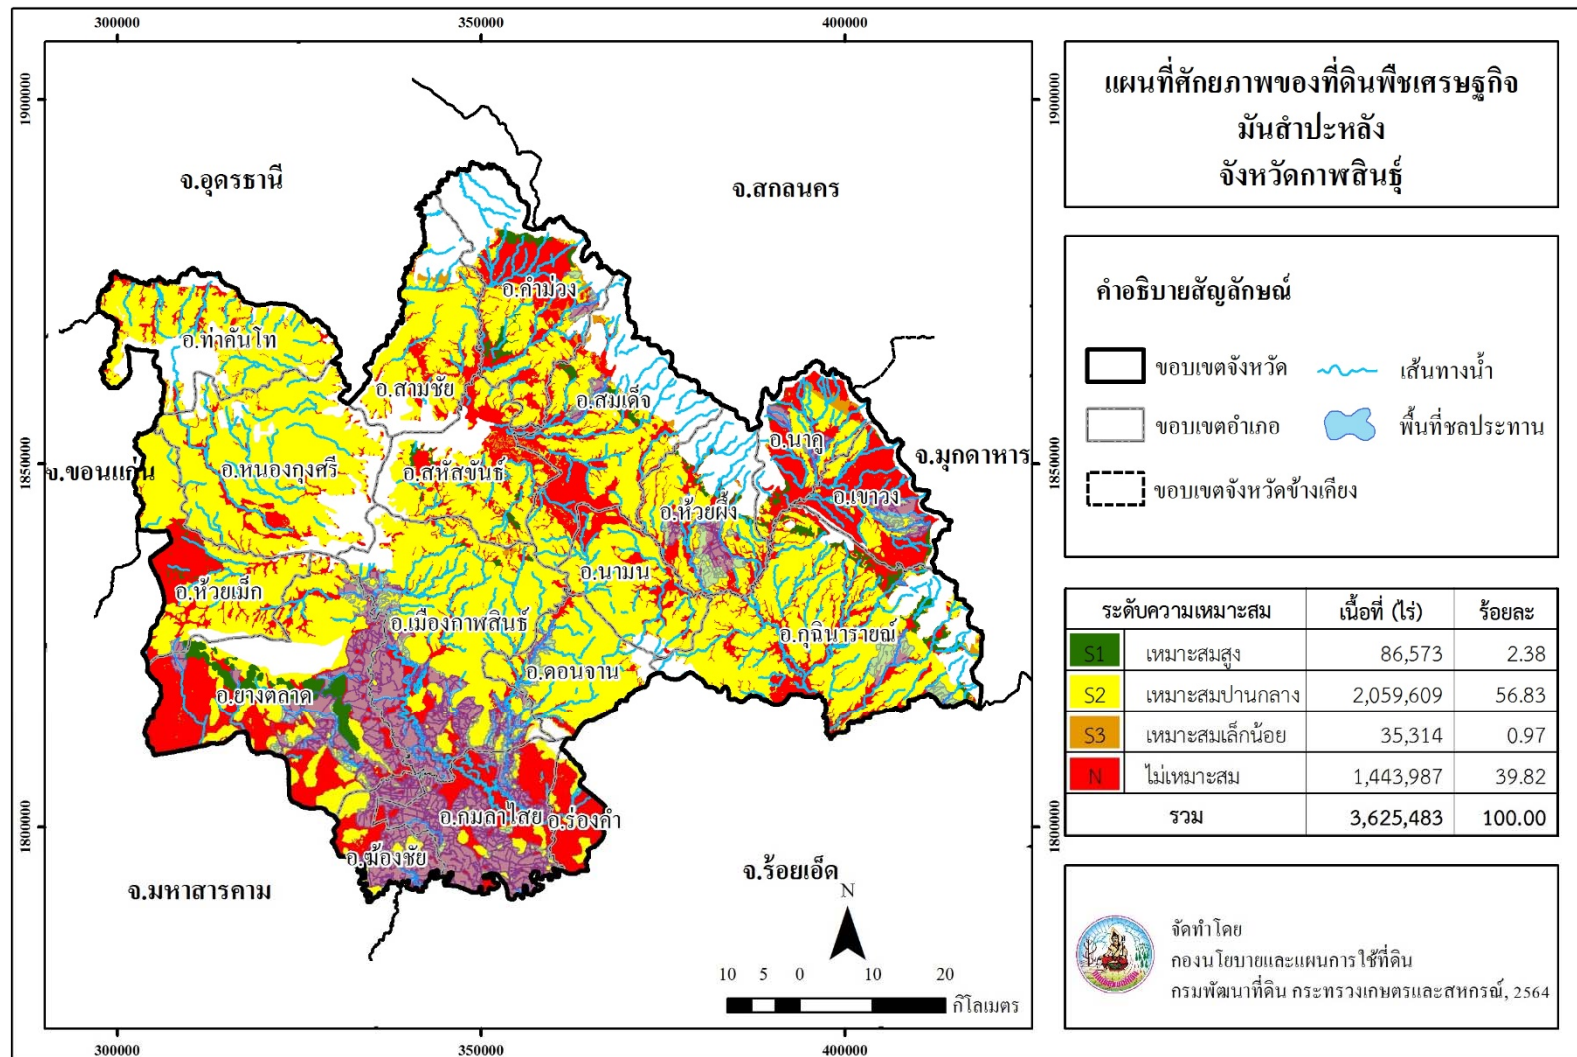 300000 350000 400000
แผนที่ศักยภาพของที่ดินพืชเศรษฐกิจ
มันสำปะหลัง
จังหวัดกาฬสินธุ์
1900000 1900000
จ.อุดรธานี
จ.สกลนคร
อ.คำม่วง
อ.ท่าคันโท
อ.สามชัย
อ.สมเด็จ
อ.นาคู
จ.มุกดาหาร
จ.ขอนแก่น
อ.หนองกุงศรี
อ.สหัสขันธ์
1850000 1850000
อ.เขาวง
อ.ห้วยผึ้ง
อ.นามน
อ.ห้วยเม็ก
อ.เมืองกาฬสินธุ์
อ.กุฉินารายณ์
อ.ดอนจาน
อ.ยางตลาด
อ.กมลาไสย
อ.ร่องคำ
1800000 1800000
อ.ฆ้องชัย
จ.ร้อยเอ็ด
จ.มหาสารคาม
N
10 5 0 10 20
กิโลเมตร
300000 350000 400000
คำอธิบายสัญลักษณ์
ขอบเขตจังหวัด เส้นทางน้ำ
ขอบเขตอำเภอ พื้นที่ชลประทาน
ขอบเขตจังหวัดข้างเคียง
ระดับความเหมาะสม เนื้อที่ (ไร่) ร้อยละ
S1 เหมาะสมสูง 86,573 2.38
S2 เหมาะสมปานกลาง 2,059,609 56.83
S3 เหมาะสมเล็กน้อย 35,314 0.97
N ไม่เหมาะสม 1,443,987 39.82
รวม 3,625,483 100.00
จัดทำโดย
กองนโยบายและแผนการใช้ที่ดิน
กรมพัฒนาที่ดิน กระทรวงเกษตรและสหกรณ์, 2564